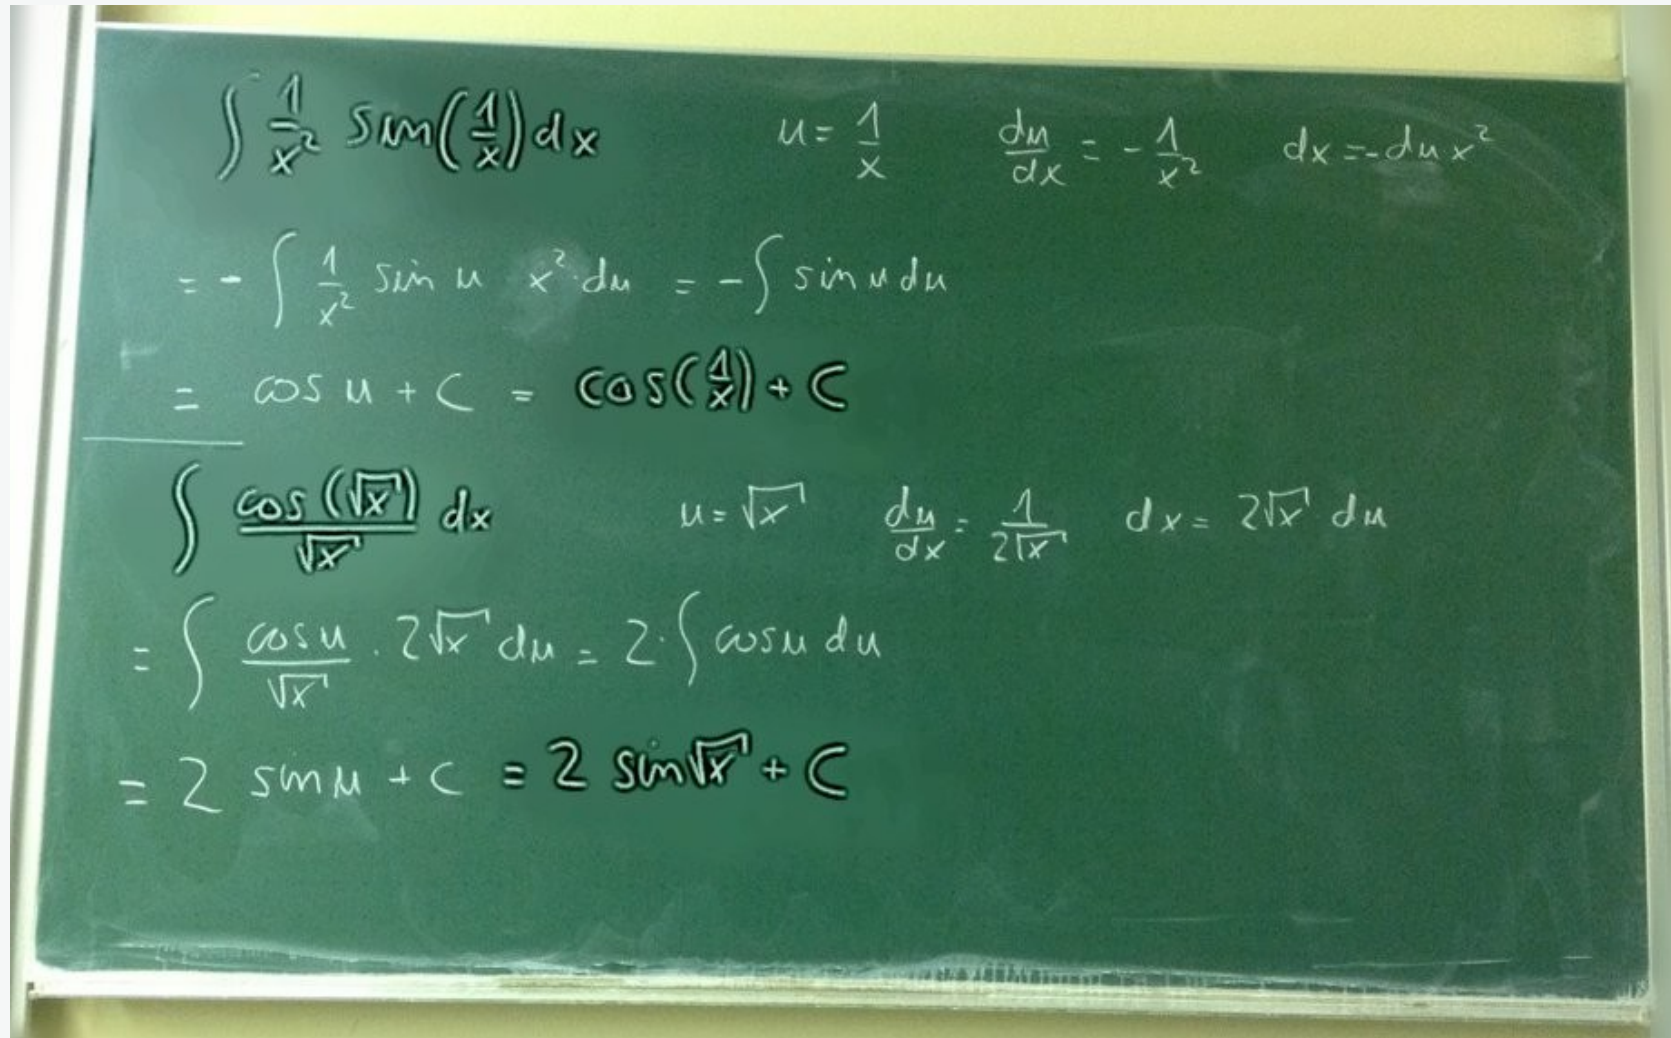 ∫ 1/x² sin(1/x) dx    u = 1/x    du/dx = - 1/x²    dx = -du x²
= - ∫ 1/x² sin u x² · du = - ∫ sin u du
= cos u + C = cos(1/x) + C
∫ cos(√x)/√x dx    u = √x    du/dx = 1/(2√x)    dx = 2√x du
= ∫ cos u/√x · 2√x du = 2 · ∫ cos u du
= 2 sin u + C = 2 sin√x + C